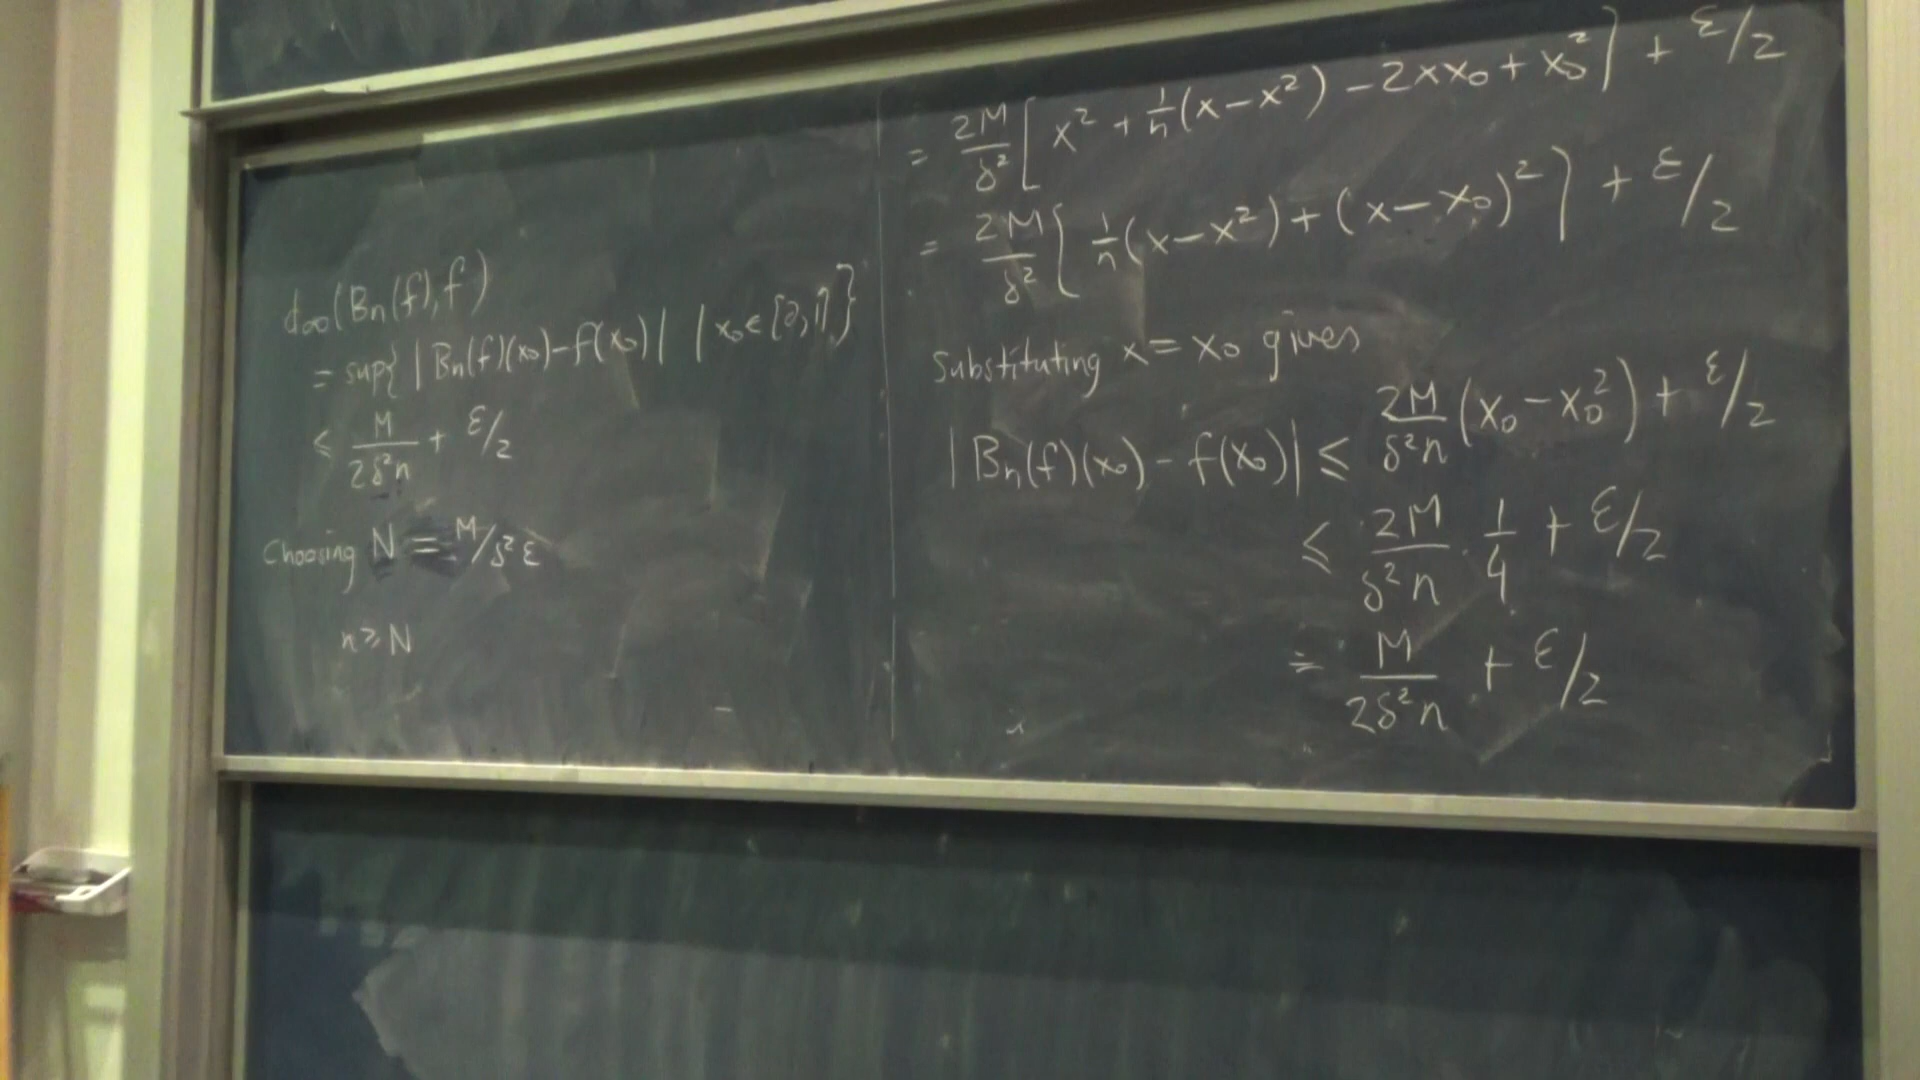 d∞(Bn(f),f)
= sup{ |Bn(f)(x₀)-f(x₀)| | x₀∈[0,1] }
≤ M/2δ²n + ε/2
Choosing N = M/δ²ε
n ≥ N
= 2M/δ² [ x² + 1/n(x-x²) - 2xx₀ + x₀² ] + ε/2
= 2M/δ² [ 1/n(x-x²) + (x-x₀)² ] + ε/2
Substituting x = x₀ gives
|Bn(f)(x₀) - f(x₀)| ≤ 2M/δ²n (x₀-x₀²) + ε/2
≤ 2M/δ²n · 1/4 + ε/2
= M/2δ²n + ε/2